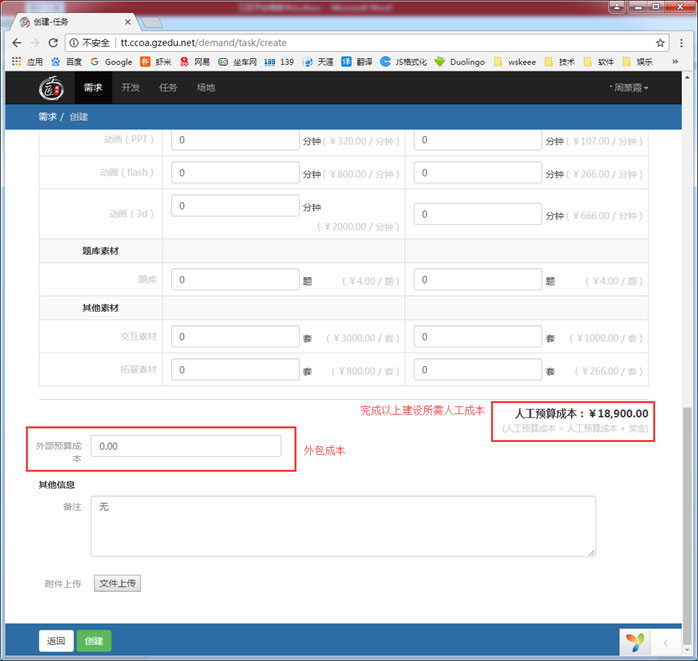 创建-任务
不安全 tt.ccoa.gzedu.net/demand/task/create
应用 百度 Google 虾米 网易 坐车网 139 139 天涯 翻译 JS格式化 Duolingo wskeee 技术 软件 娱乐 »
需求 开发 任务 场地
需求 / 创建
动画（PPT） 0 分钟（￥320.00 / 分钟） 0 分钟（￥107.00 / 分钟）
动画（flash） 0 分钟（￥800.00 / 分钟） 0 分钟（￥266.00 / 分钟）
动画（3d） 0 分钟 0 分钟（￥666.00 / 分钟）
（￥2000.00 / 分钟）
题库素材
题库 0 题 （￥4.00 / 题） 0 题 （￥4.00 / 题）
其他素材
交互素材 0 套 （￥3000.00 / 套） 0 套 （￥1000.00 / 套）
拓展素材 0 套 （￥800.00 / 套） 0 套 （￥266.00 / 套）
完成以上建设所需人工成本 人工预算成本：￥18,900.00
(人工预算成本 = 人工预算成本 + 奖金)
外部预算成 0.00 外包成本
本
其他信息
备注 无
附件上传 文件上传
返回 创建